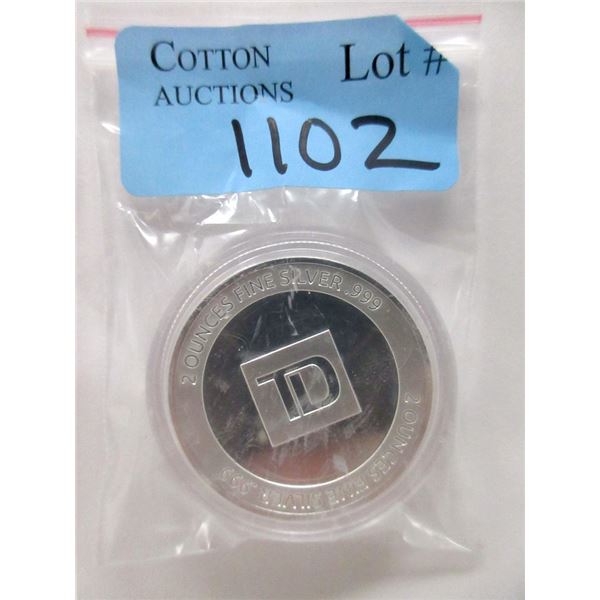 COTTON
AUCTIONS
Lot #
1102
2 OUNCES FINE SILVER .999
TD
2 OUNCES FINE SILVER .999